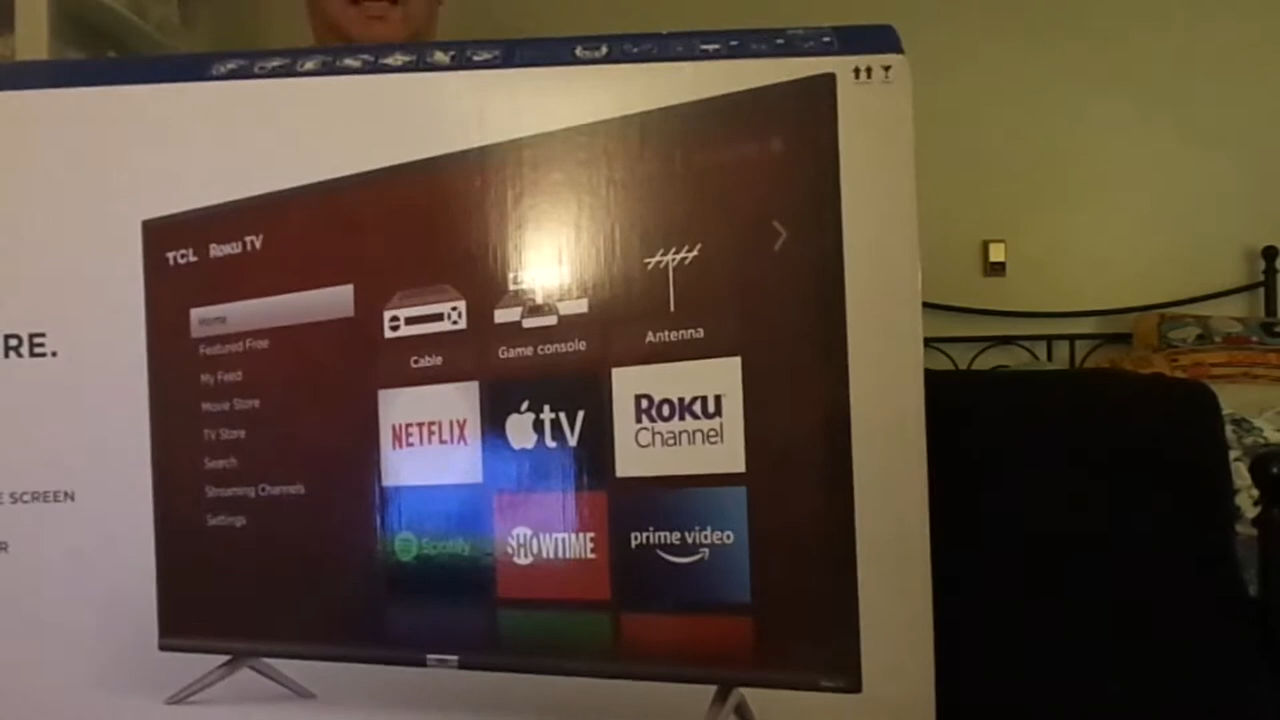 TCL Roku TV
Home
Featured Free
My Feed
Movie Store
TV Store
Search
Streaming Channels
Settings
Cable
Game console
Antenna
NETFLIX
tv
Roku
Channel
Spotify
SHOWTIME
prime video
RE.
E SCREEN
R